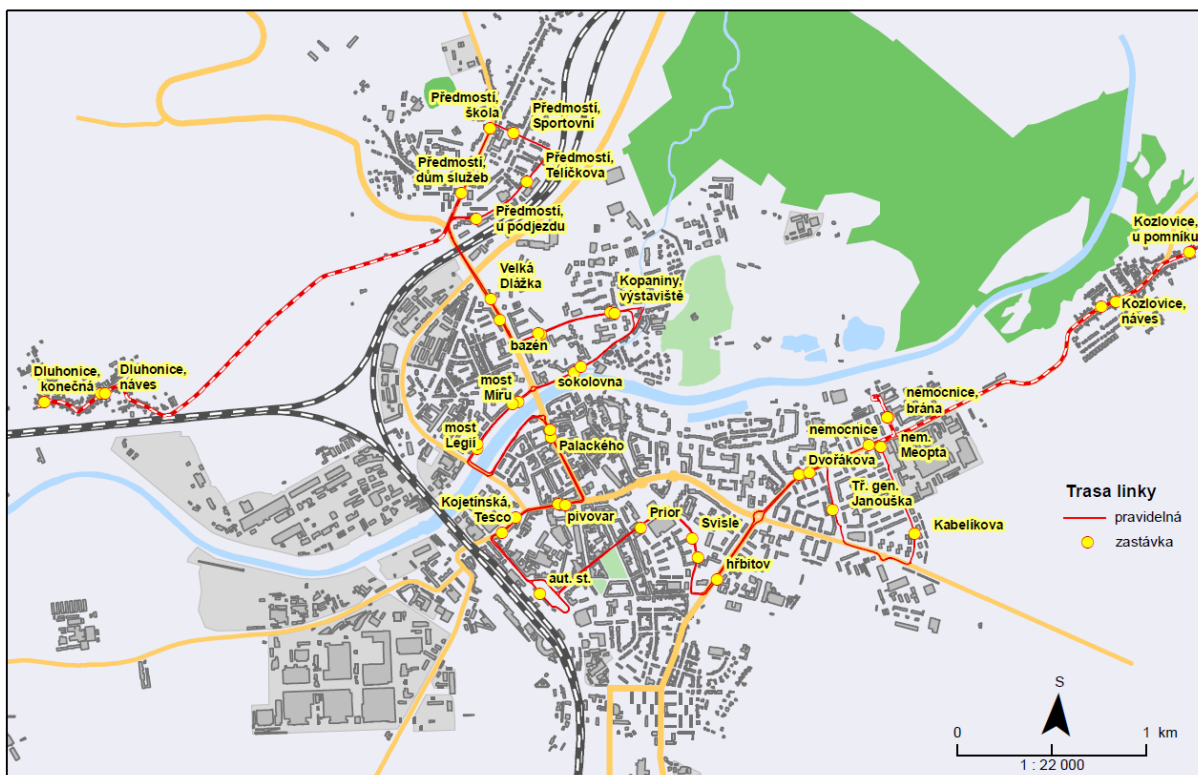 Předmostí,
škola
Předmostí,
Sportovní
Předmostí,
dům služeb
Předmostí,
Telíčkova
Předmostí,
u podjezdu
Kozlovice,
u pomníku
Velká
Dlážka
Kopaniny,
výstaviště
Kozlovice,
náves
bazén
Dluhonice,
konečná
Dluhonice,
náves
most
Míru
sokolovna
nemocnice,
brána
most
Legií
Palackého
nemocnice
nem.
Meopta
Dvořákova
Tř. gen.
Janouška
Kojetínská,
Tesco
pivovar
Prior
Svisle
Kabelíkova
Trasa linky
pravidelná
zastávka
aut. st.
hřbitov
S
0
1 km
1 : 22 000